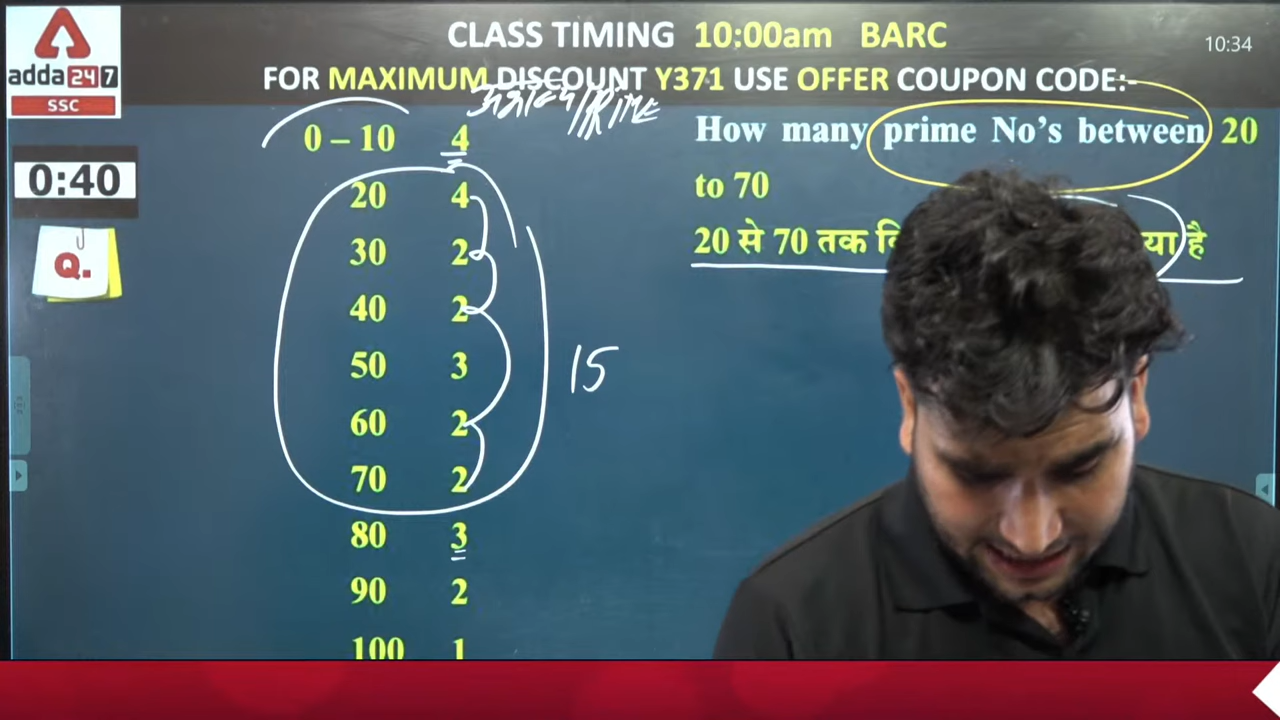 CLASS TIMING 10:00am BARC
10:34
FOR MAXIMUM DISCOUNT Y371 USE OFFER COUPON CODE:-
adda247
SSC
0:40
Q.
PRIME
0 – 10 4
20 4
30 2
40 2
50 3
60 2
70 2
80 3
90 2
100 1
15
How many prime No's between 20
to 70
20 से 70 तक है